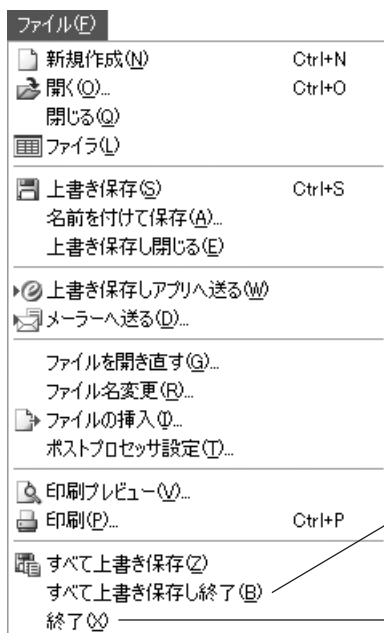 ファイル(F)
新規作成(N) Ctrl+N
開く(O)... Ctrl+O
閉じる(Q)
ファイラ(L)
上書き保存(S) Ctrl+S
名前を付けて保存(A)...
上書き保存し閉じる(E)
上書き保存しアプリへ送る(W)
メーラーへ送る(D)...
ファイルを開き直す(G)...
ファイル名変更(R)...
ファイルの挿入(I)...
ポストプロセッサ設定(T)...
印刷プレビュー(V)...
印刷(P)... Ctrl+P
すべて上書き保存(Z)
すべて上書き保存し終了(B)
終了(X)